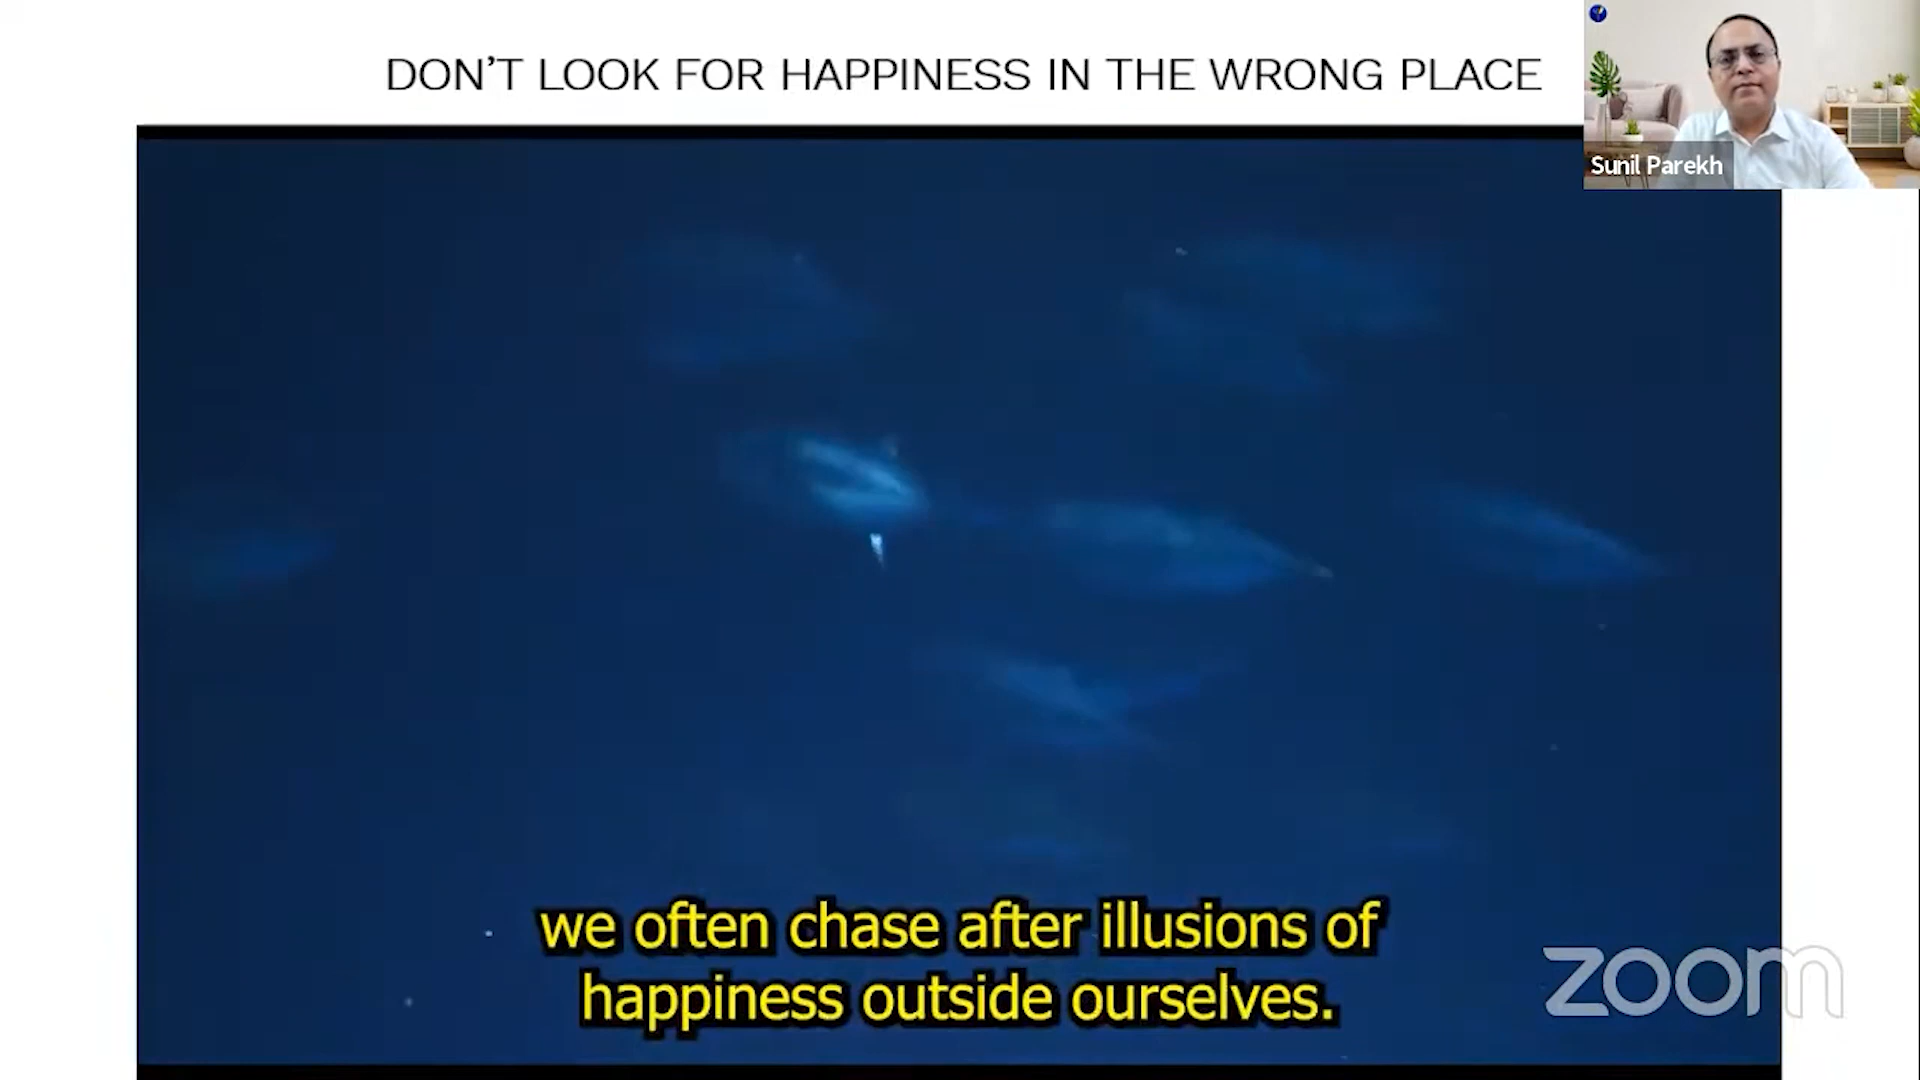 DON'T LOOK FOR HAPPINESS IN THE WRONG PLACE
Sunil Parekh
we often chase after illusions of
happiness outside ourselves.
zoom